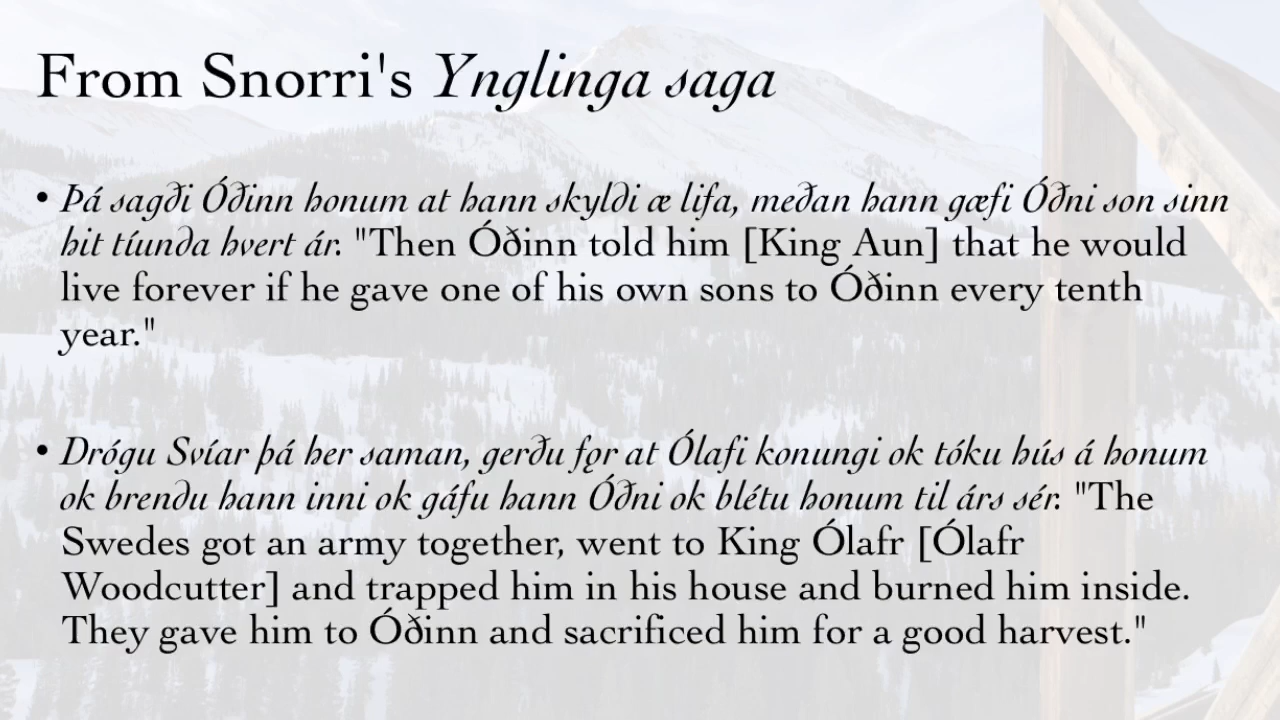 From Snorri's Ynglinga saga
• Þá sagði Óðinn honum at hann skyldi æ lifa, meðan hann gæfi Óðni son sinn
hit tíunda hvert ár. "Then Óðinn told him [King Aun] that he would
live forever if he gave one of his own sons to Óðinn every tenth
year."
• Drógu Svíar þá her saman, gerðu fǫr at Ólafi konungi ok tóku hús á honum
ok brendu hann inni ok gáfu hann Óðni ok blétu honum til árs sér. "The
Swedes got an army together, went to King Ólafr [Ólafr
Woodcutter] and trapped him in his house and burned him inside.
They gave him to Óðinn and sacrificed him for a good harvest."